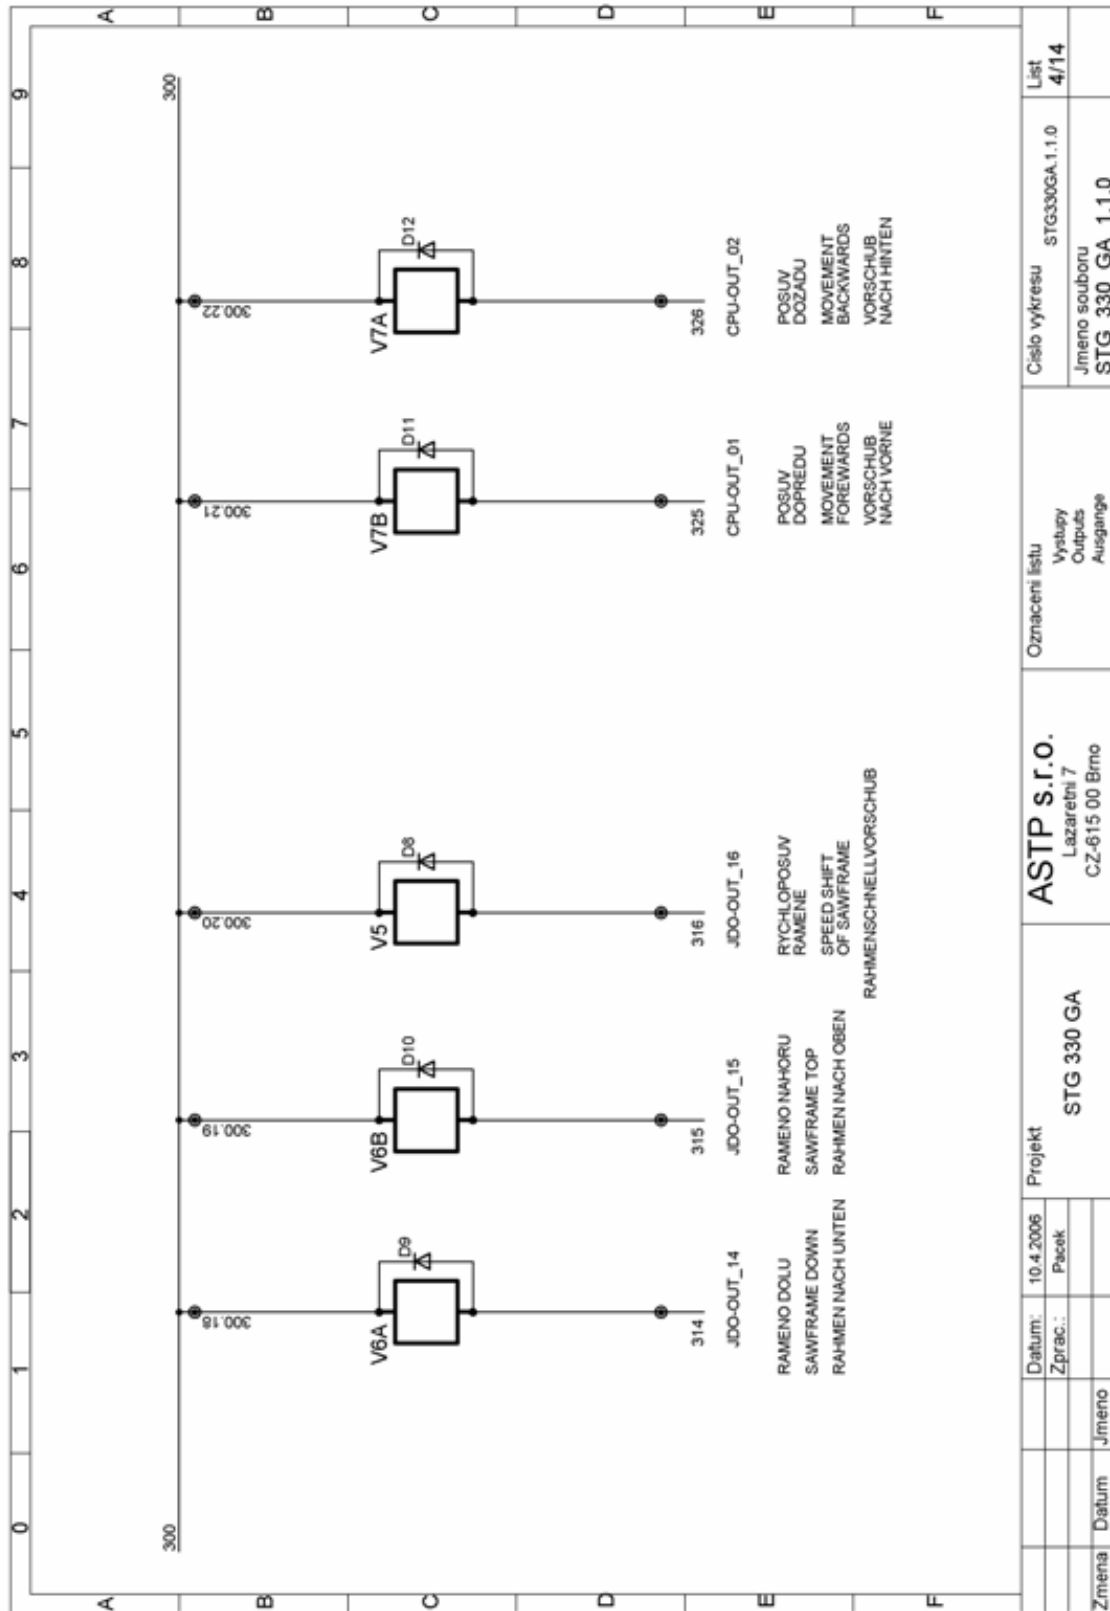 0 1 2 3 4 5 6 7 8 9
A A
B B
C C
D D
E E
F F
300 300
300.18 300.19 300.20 300.21 300.22
V6A D9
V6B D10
V5 D8
V7B D11
V7A D12
314
JDO-OUT_14
RAMENO DOLU
SAWFRAME DOWN
RAHMEN NACH UNTEN
315
JDO-OUT_15
RAMENO NAHORU
SAWFRAME TOP
RAHMEN NACH OBEN
316
JDO-OUT_16
RYCHLOPOSUV
RAMENE
SPEED SHIFT
OF SAWFRAME
RAHMENSCHNELLVORSCHUB
325
CPU-OUT_01
POSUV
DOPREDU
MOVEMENT
FOREWARDS
VORSCHUB
NACH VORNE
326
CPU-OUT_02
POSUV
DOZADU
MOVEMENT
BACKWARDS
VORSCHUB
NACH HINTEN
Zmena Datum Jmeno
Datum: 10.4.2006
Zprac.: Pacek
Projekt
STG 330 GA
ASTP s.r.o.
Lazaretni 7
CZ-615 00 Brno
Oznaceni listu
Vystupy
Outputs
Ausgange
Cislo vykresu
STG330GA.1.1.0
Jmeno souboru
STG_330_GA_1.1.0
List
4/14